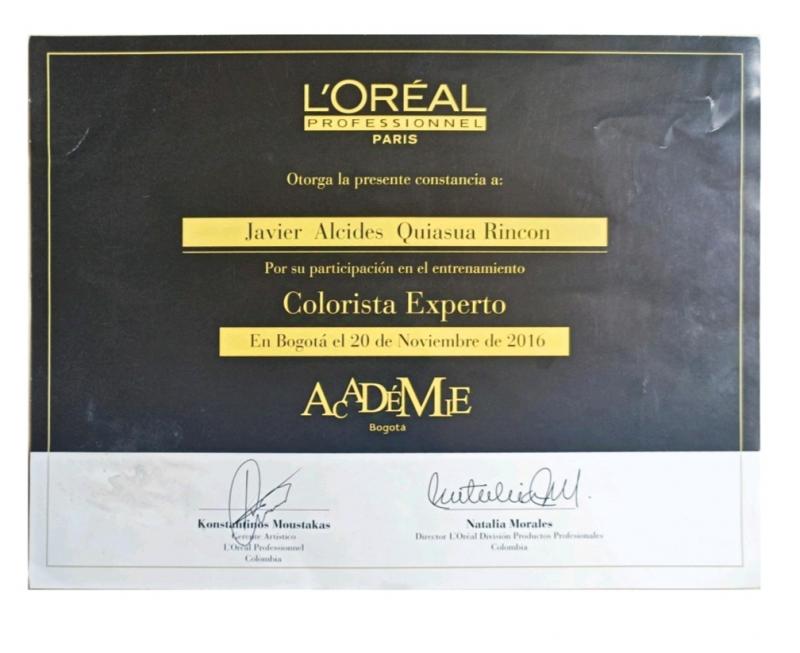 L'ORÉAL
PROFESSIONNEL
PARIS
Otorga la presente constancia a:
Javier Alcides Quiasua Rincon
Por su participación en el entrenamiento
Colorista Experto
En Bogotá el 20 de Noviembre de 2016
ACADÉMIE
Bogotá
Natalia M.
Konstantinos Moustakas
Gerente Artístico
L'Oréal Professionnel
Colombia
Natalia Morales
Director L'Oréal División Productos Profesionales
Colombia